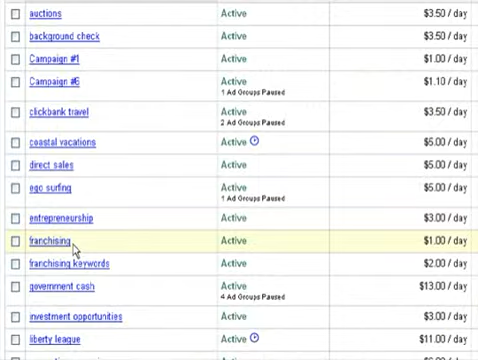 auctions Active $3.50 / day
background check Active $3.50 / day
Campaign #1 Active $1.00 / day
Campaign #6 Active $1.10 / day
1 Ad Groups Paused
clickbank travel Active $3.50 / day
2 Ad Groups Paused
coastal vacations Active $5.00 / day
direct sales Active $5.00 / day
ego surfing Active $5.00 / day
1 Ad Groups Paused
entrepreneurship Active $3.00 / day
franchising Active $1.00 / day
franchising keywords Active $2.00 / day
government cash Active $13.00 / day
4 Ad Groups Paused
investment opportunities Active $3.00 / day
liberty league Active $11.00 / day